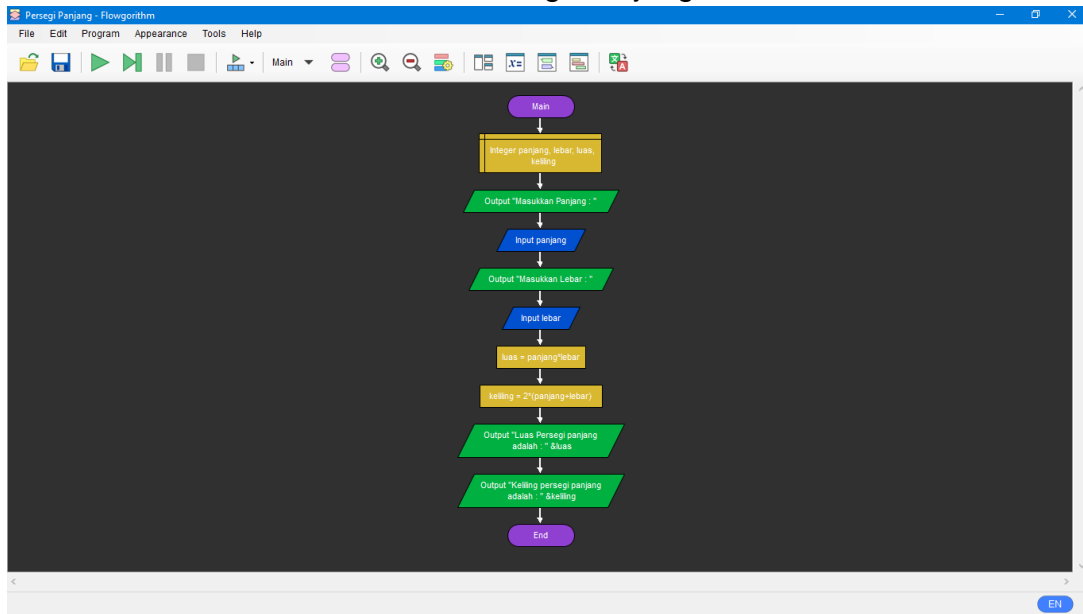 Persegi Panjang - Flowgorithm
File Edit Program Appearance Tools Help
Main
x=
Main
Integer panjang, lebar, luas,
keliling
Output "Masukkan Panjang : "
Input panjang
Output "Masukkan Lebar : "
Input lebar
luas = panjang*lebar
keliling = 2*(panjang+lebar)
Output "Luas Persegi panjang
adalah : " &luas
Output "Keliling persegi panjang
adalah : " &keliling
End
EN